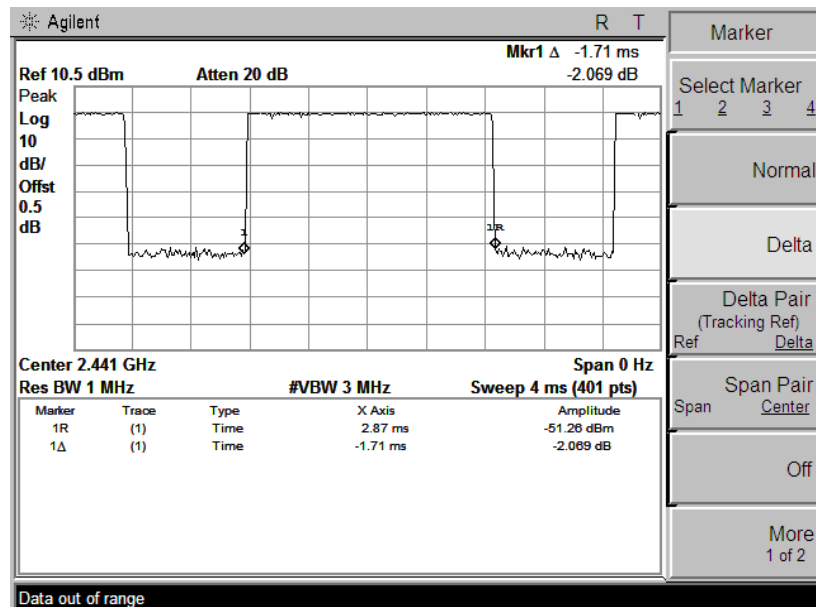 Agilent R T
Mkr1 Δ -1.71 ms
Ref 10.5 dBm Atten 20 dB -2.069 dB
Peak
Log
10
dB/
Offst
0.5
dB
1
1R
Center 2.441 GHz Span 0 Hz
Res BW 1 MHz #VBW 3 MHz Sweep 4 ms (401 pts)
Marker Trace Type X Axis Amplitude
1R (1) Time 2.87 ms -51.26 dBm
1Δ (1) Time -1.71 ms -2.069 dB
Data out of range
Marker
Select Marker
1 2 3 4
Normal
Delta
Delta Pair
(Tracking Ref)
Ref Delta
Span Pair
Span Center
Off
More
1 of 2